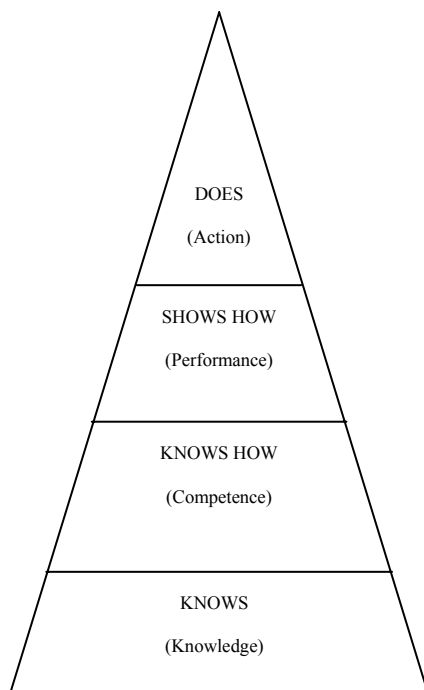 DOES
(Action)
SHOWS HOW
(Performance)
KNOWS HOW
(Competence)
KNOWS
(Knowledge)